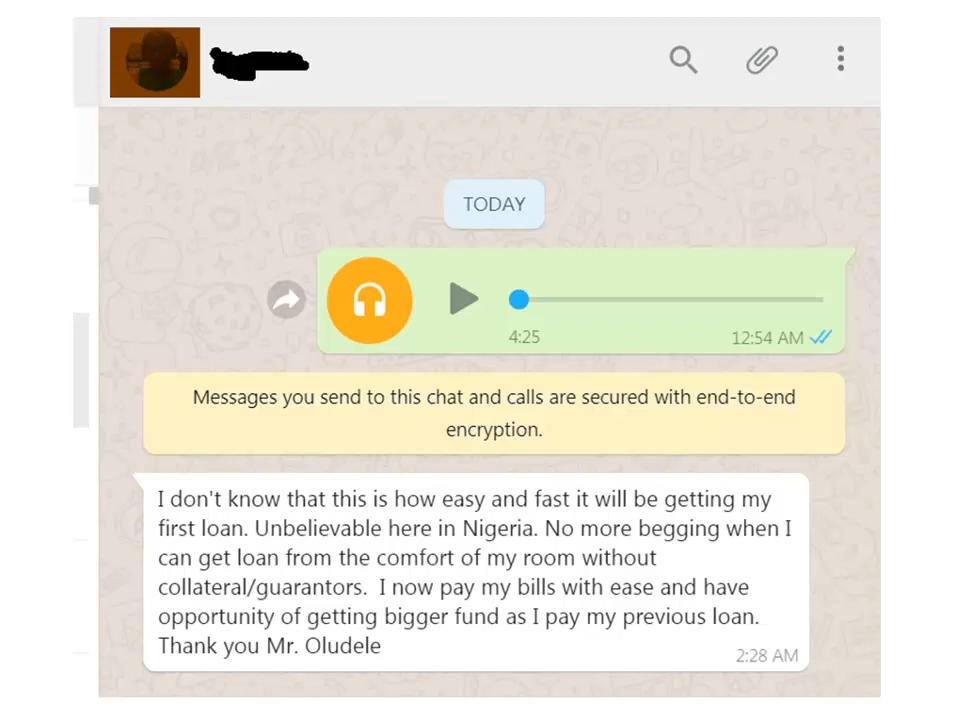 TODAY
4:25
12:54 AM
Messages you send to this chat and calls are secured with end-to-end
encryption.
I don't know that this is how easy and fast it will be getting my
first loan. Unbelievable here in Nigeria. No more begging when I
can get loan from the comfort of my room without
collateral/guarantors.  I now pay my bills with ease and have
opportunity of getting bigger fund as I pay my previous loan.
Thank you Mr. Oludele
2:28 AM